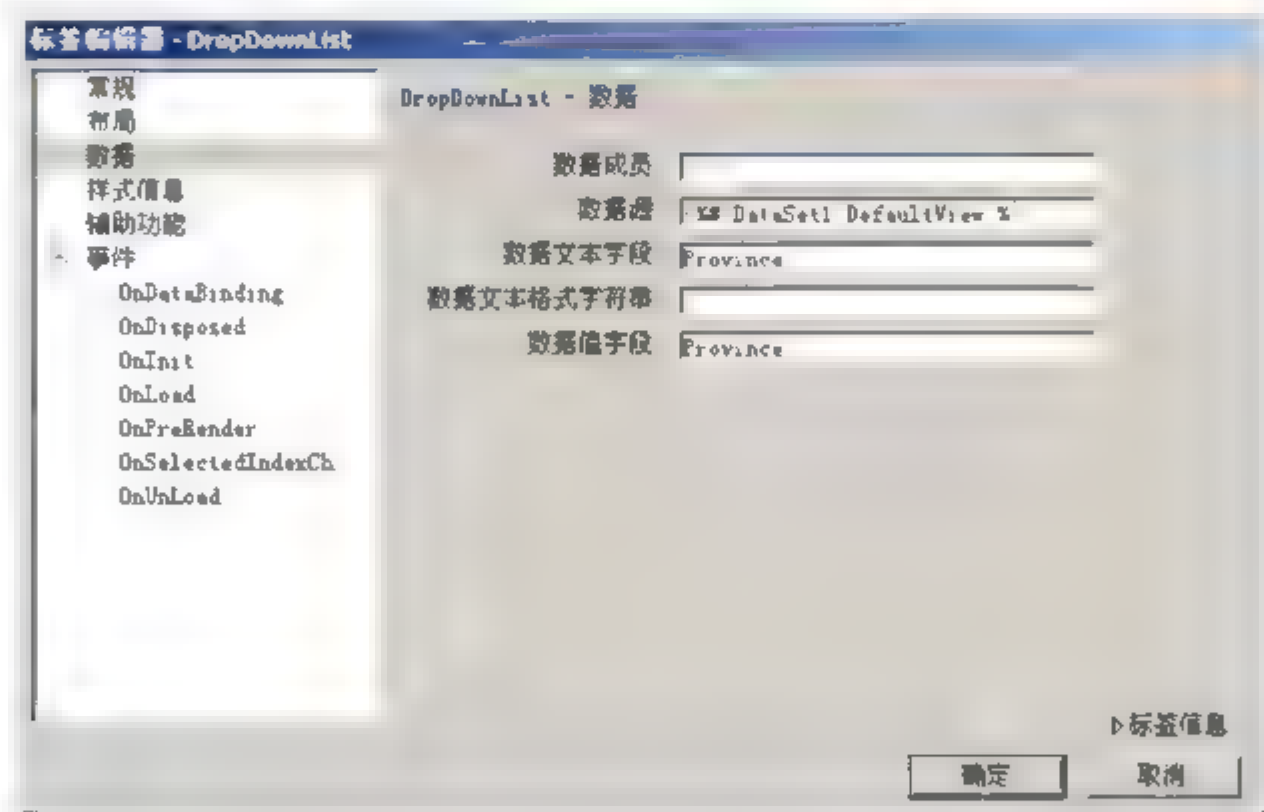 标签编辑器 - DropDownList
常规
布局
数据
样式信息
辅助功能
事件
OnDataBinding
OnDisposed
OnInit
OnLoad
OnPreRender
OnSelectedIndexCh
OnUnLoad
DropDownList - 数据
数据成员
数据源 <%# DataSet1.DefaultView %>
数据文本字段 Province
数据文本格式字符串
数据值字段 Province
标签信息
确定 取消